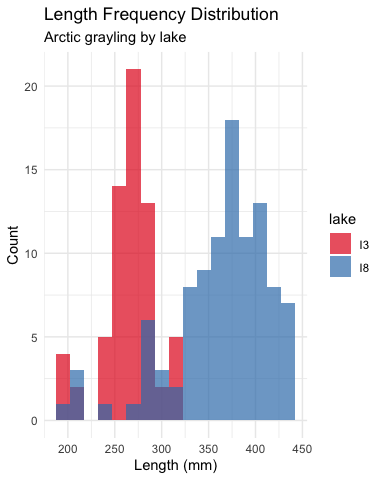 Length Frequency Distribution
Arctic grayling by lake
20
15
10
5
0
Count
200 250 300 350 400 450
Length (mm)
lake
I3
I8